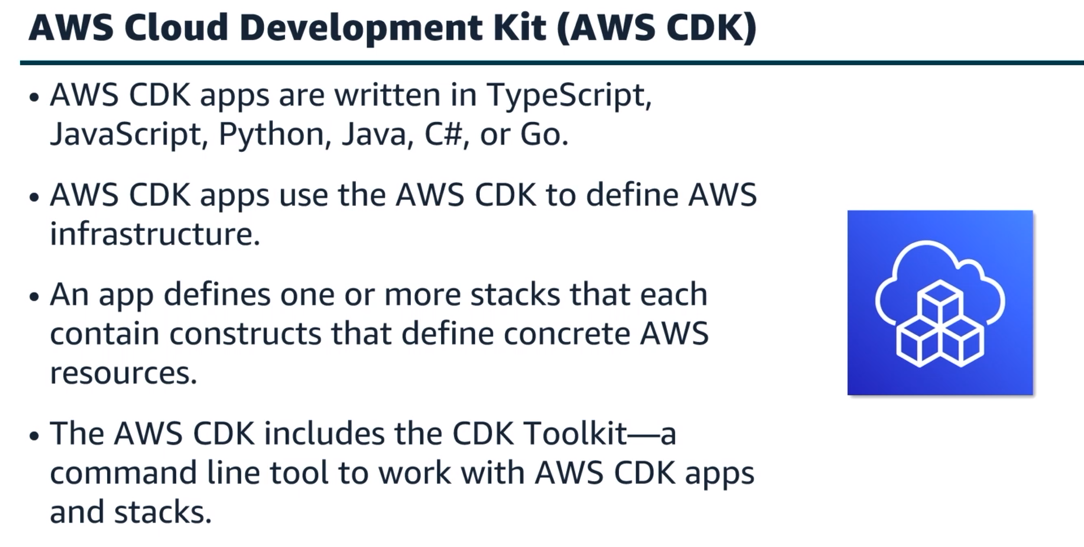 AWS Cloud Development Kit (AWS CDK)
• AWS CDK apps are written in TypeScript,
JavaScript, Python, Java, C#, or Go.
• AWS CDK apps use the AWS CDK to define AWS
infrastructure.
• An app defines one or more stacks that each
contain constructs that define concrete AWS
resources.
• The AWS CDK includes the CDK Toolkit—a
command line tool to work with AWS CDK apps
and stacks.